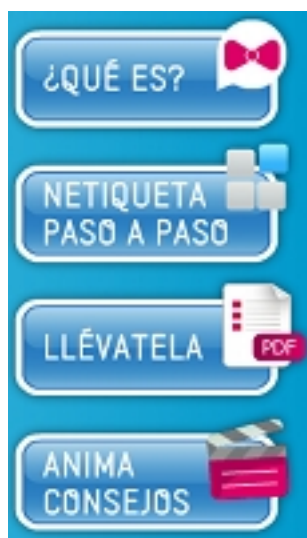 ¿QUÉ ES?
NETIQUETA
PASO A PASO
LLÉVATELA
PDF
ANIMA
CONSEJOS